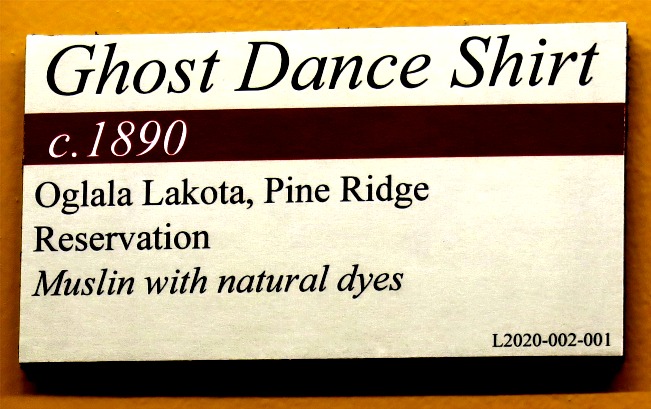 Ghost Dance Shirt
c.1890
Oglala Lakota, Pine Ridge
Reservation
Muslin with natural dyes
L2020-002-001